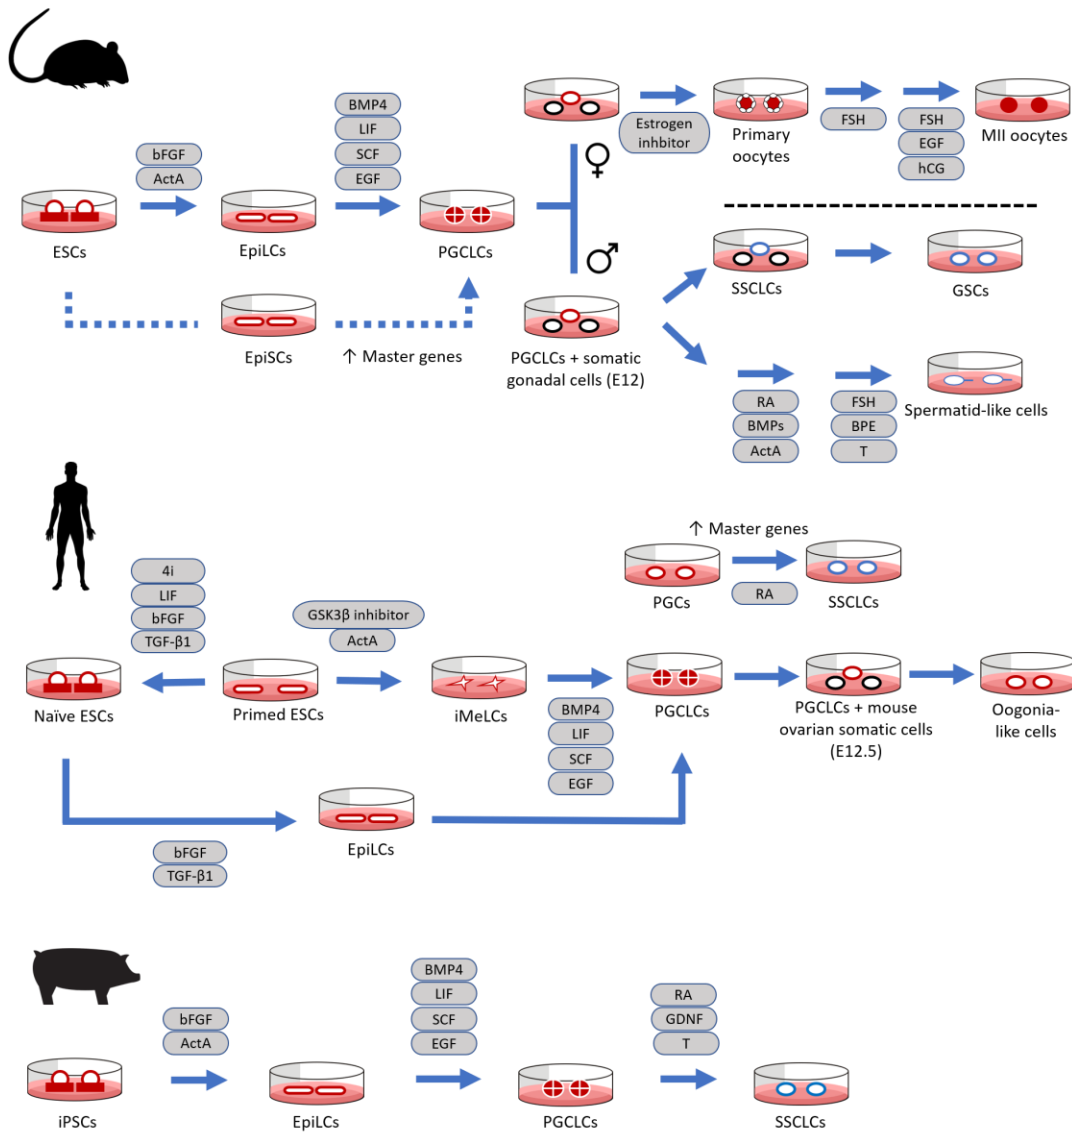 BMP4
LIF
SCF
EGF
bFGF
ActA
ESCs
EpiLCs
PGCLCs
Estrogen
inhbitor
Primary
oocytes
FSH
FSH
EGF
hCG
MII oocytes
♀
♂
SSCLCs
GSCs
EpiSCs
↑ Master genes
PGCLCs + somatic
gonadal cells (E12)
RA
BMPs
ActA
FSH
BPE
T
Spermatid-like cells
↑ Master genes
PGCs
RA
SSCLCs
4i
LIF
bFGF
TGF-β1
GSK3β inhibitor
ActA
Naïve ESCs
Primed ESCs
iMeLCs
BMP4
LIF
SCF
EGF
PGCLCs
PGCLCs + mouse
ovarian somatic cells
(E12.5)
Oogonia-
like cells
bFGF
TGF-β1
EpiLCs
bFGF
ActA
BMP4
LIF
SCF
EGF
RA
GDNF
T
iPSCs
EpiLCs
PGCLCs
SSCLCs